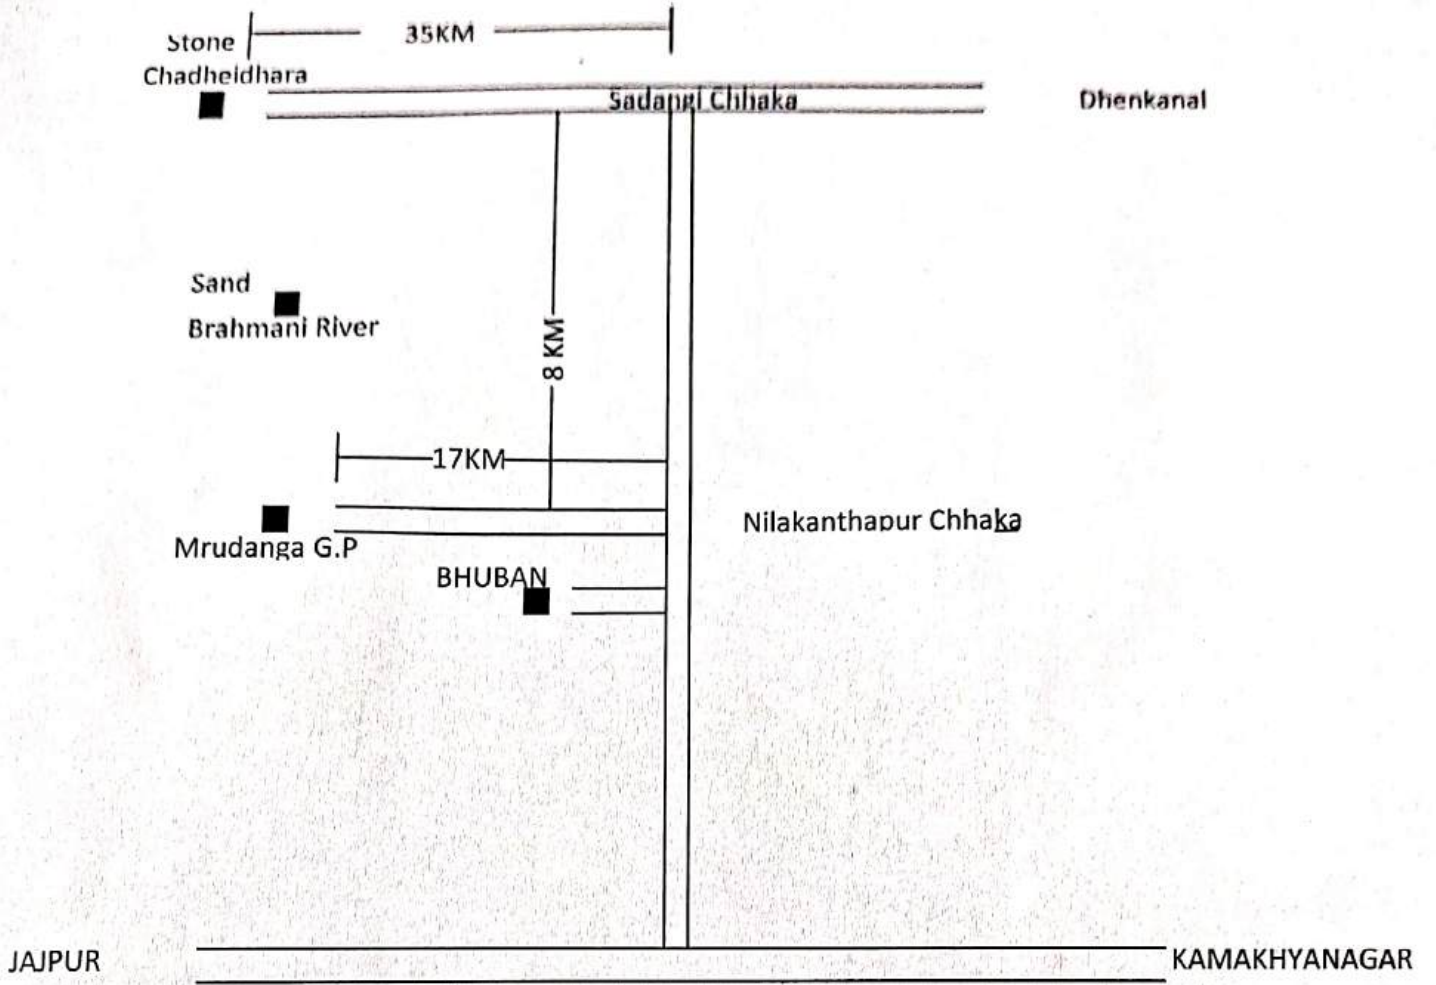 Stone
35KM
Chadheidhara
Sadangi Chhaka
Dhenkanal
Sand
Brahmani River
8 KM
17KM
Nilakanthapur Chhaka
Mrudanga G.P
BHUBAN
JAJPUR
KAMAKHYANAGAR